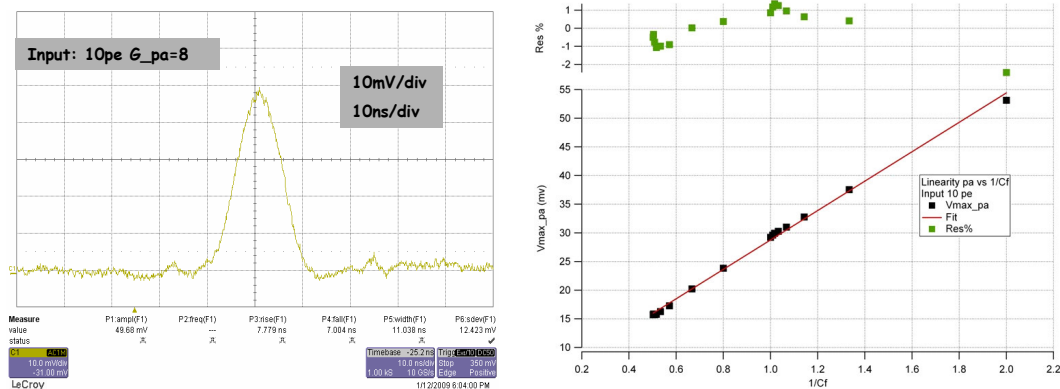 Input: 10pe G_pa=8
10mV/div
10ns/div
C1
Measure P1:ampl(F1) P2:freq(F1) P3:rise(F1) P4:fall(F1) P5:width(F1) P6:sdev(F1)
value 49.68 mV --- 7.779 ns 7.004 ns 11.038 ns 12.423 mV
status
C1 AC1M
10.0 mV/div
-31.00 mV
Timebase -25.2 ns
10.0 ns/div
1.00 kS 10 GS/s
Trigg Ext/10 DC50
Stop 350 mV
Edge Positive
LeCroy
1/12/2009 6:04:00 PM
Res %
1
0
-1
-2
Vmax_pa (mv)
55
50
45
40
35
30
25
20
15
10
Linearity pa vs 1/Cf
Input 10 pe
Vmax_pa
Fit
Res%
0.2 0.4 0.6 0.8 1.0 1.2 1.4 1.6 1.8 2.0 2.2
1/Cf